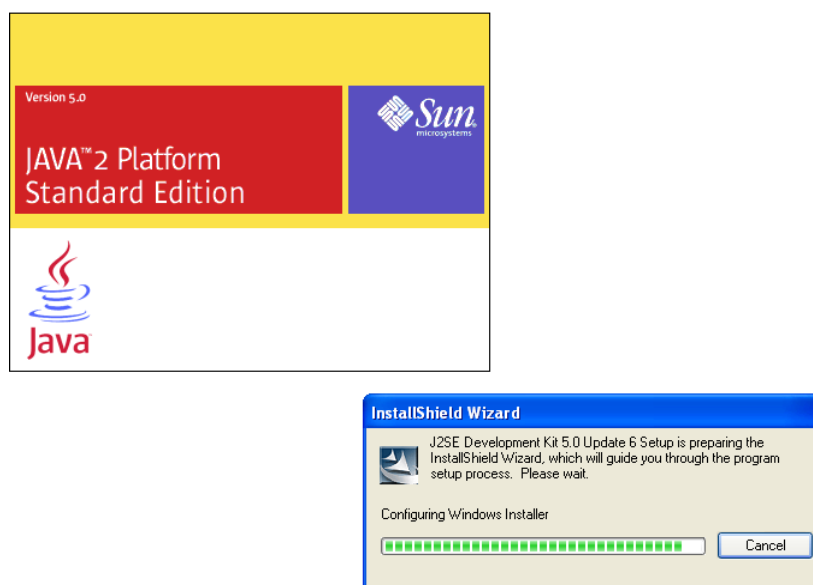 Version 5.0
Sun
microsystems
JAVA™2 Platform
Standard Edition
Java
InstallShield Wizard
J2SE Development Kit 5.0 Update 6 Setup is preparing the
InstallShield Wizard, which will guide you through the program
setup process. Please wait.
Configuring Windows Installer
Cancel